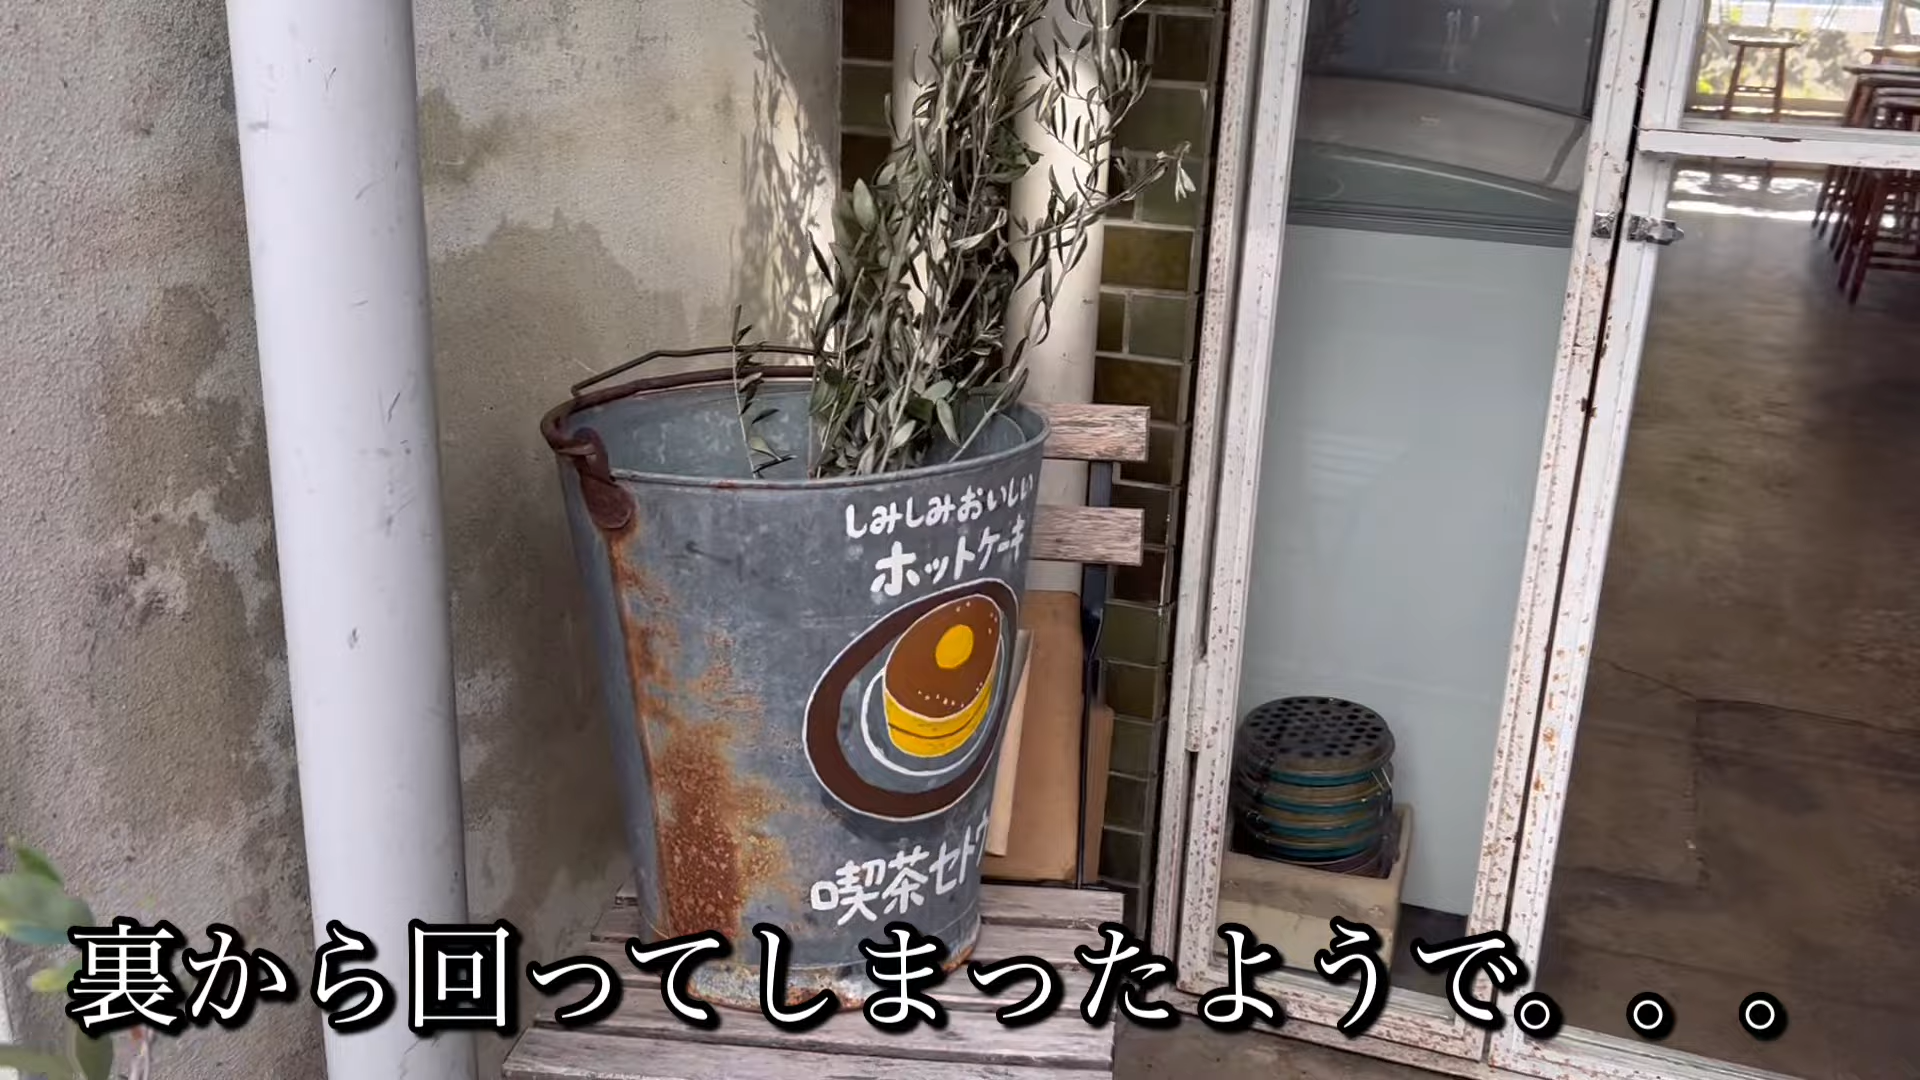 しみしみおいしい
ホットケーキ
喫茶セト
裏から回ってしまったようで。。。